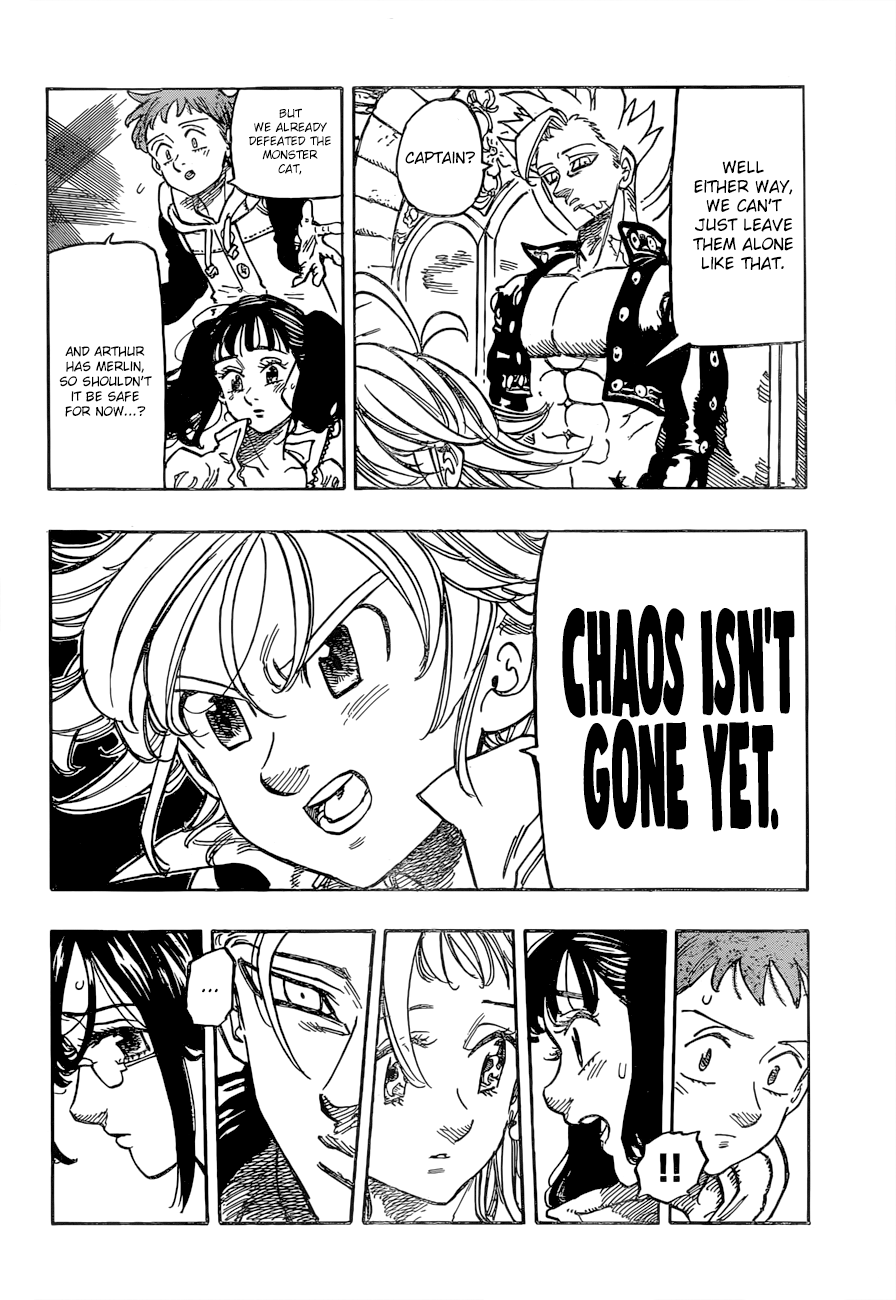 WELL
EITHER WAY,
WE CAN'T
JUST LEAVE
THEM ALONE
LIKE THAT.
CAPTAIN?
BUT
WE ALREADY
DEFEATED THE
MONSTER
CAT,
AND ARTHUR
HAS MERLIN,
SO SHOULDN'T
IT BE SAFE
FOR NOW...?
CHAOS ISN'T
GONE YET.
!!
...